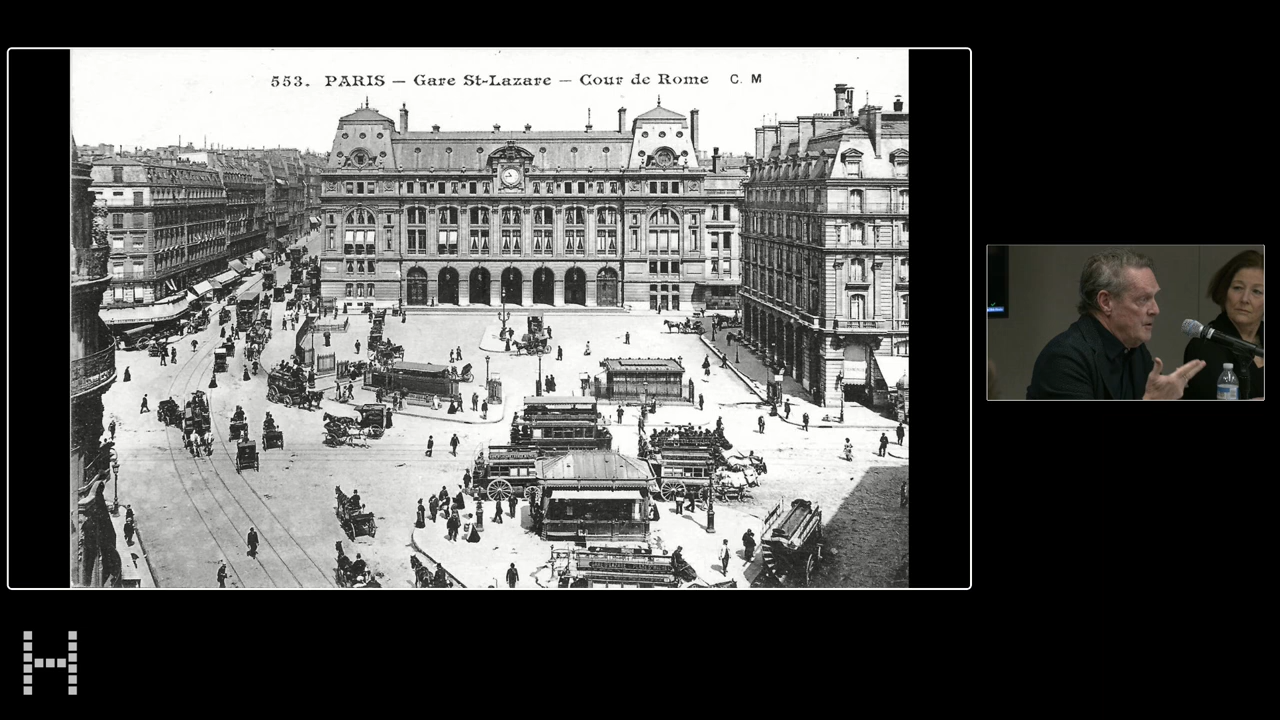 553. PARIS — Gare St-Lazare — Cour de Rome C. M
H